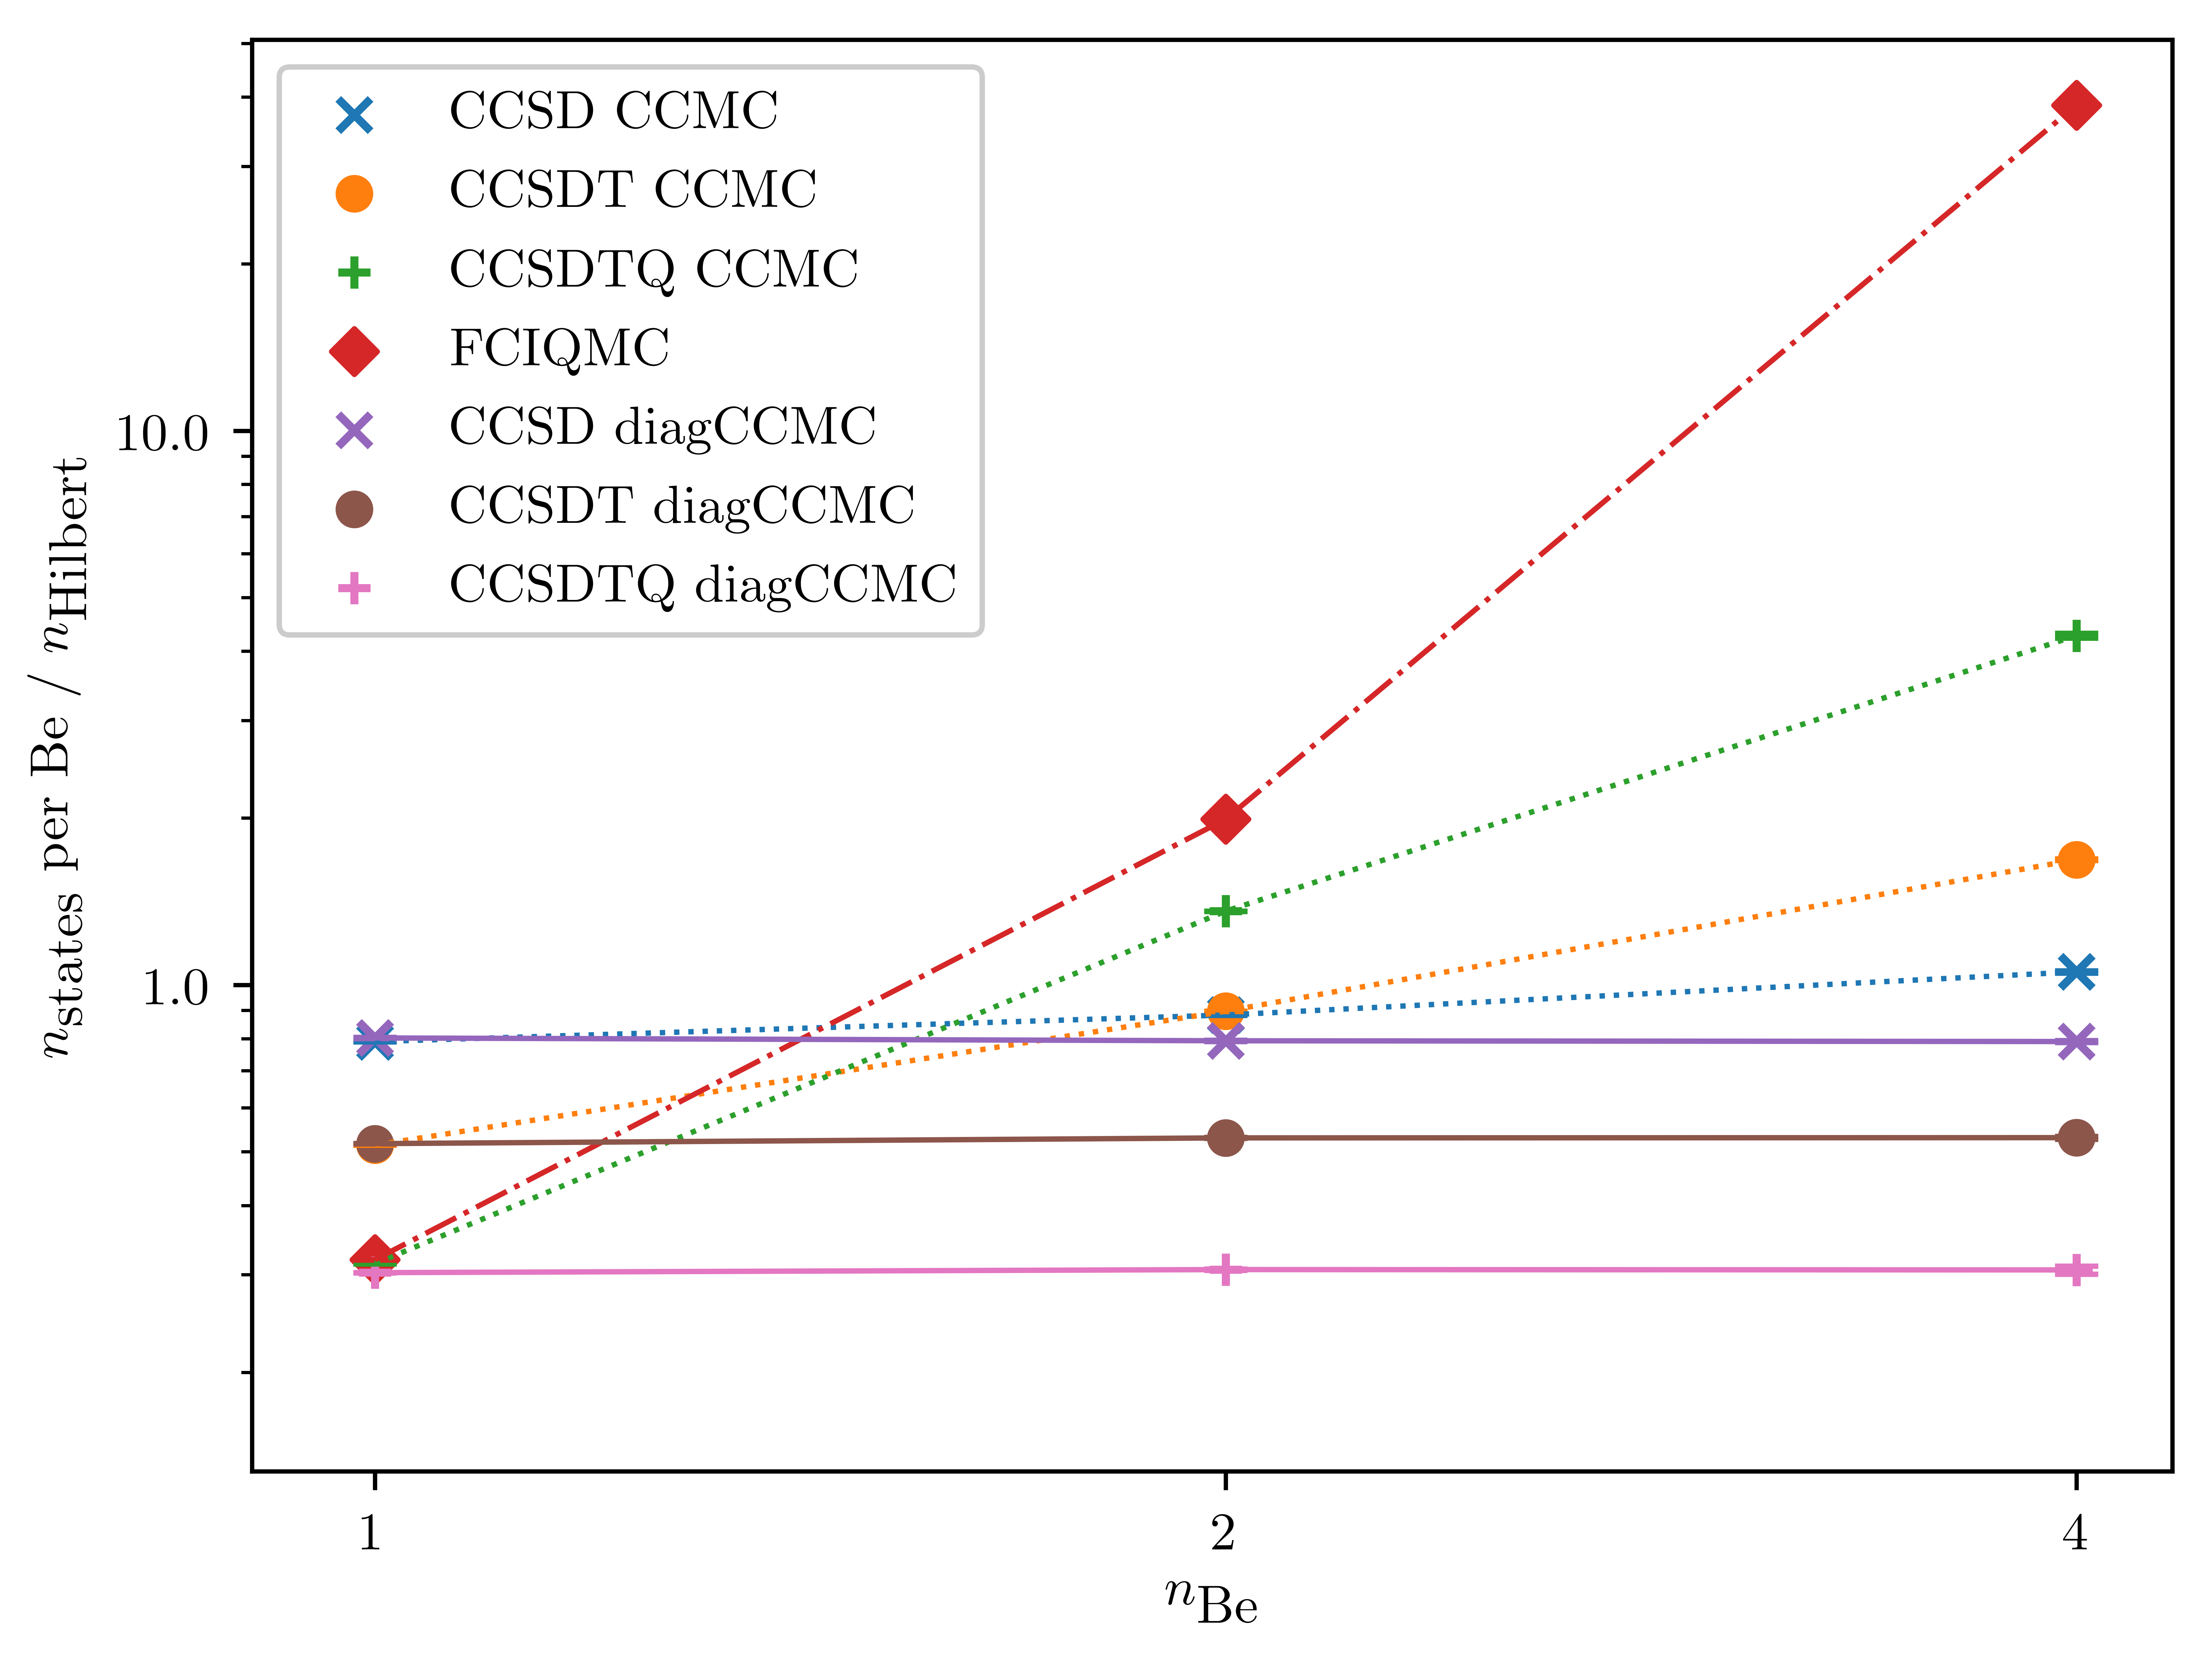 CCSD CCMC
CCSDT CCMC
CCSDTQ CCMC
FCIQMC
CCSD diagCCMC
CCSDT diagCCMC
CCSDTQ diagCCMC
10.0
1.0
n_states per Be / n_Hilbert
1 2 4
n_Be